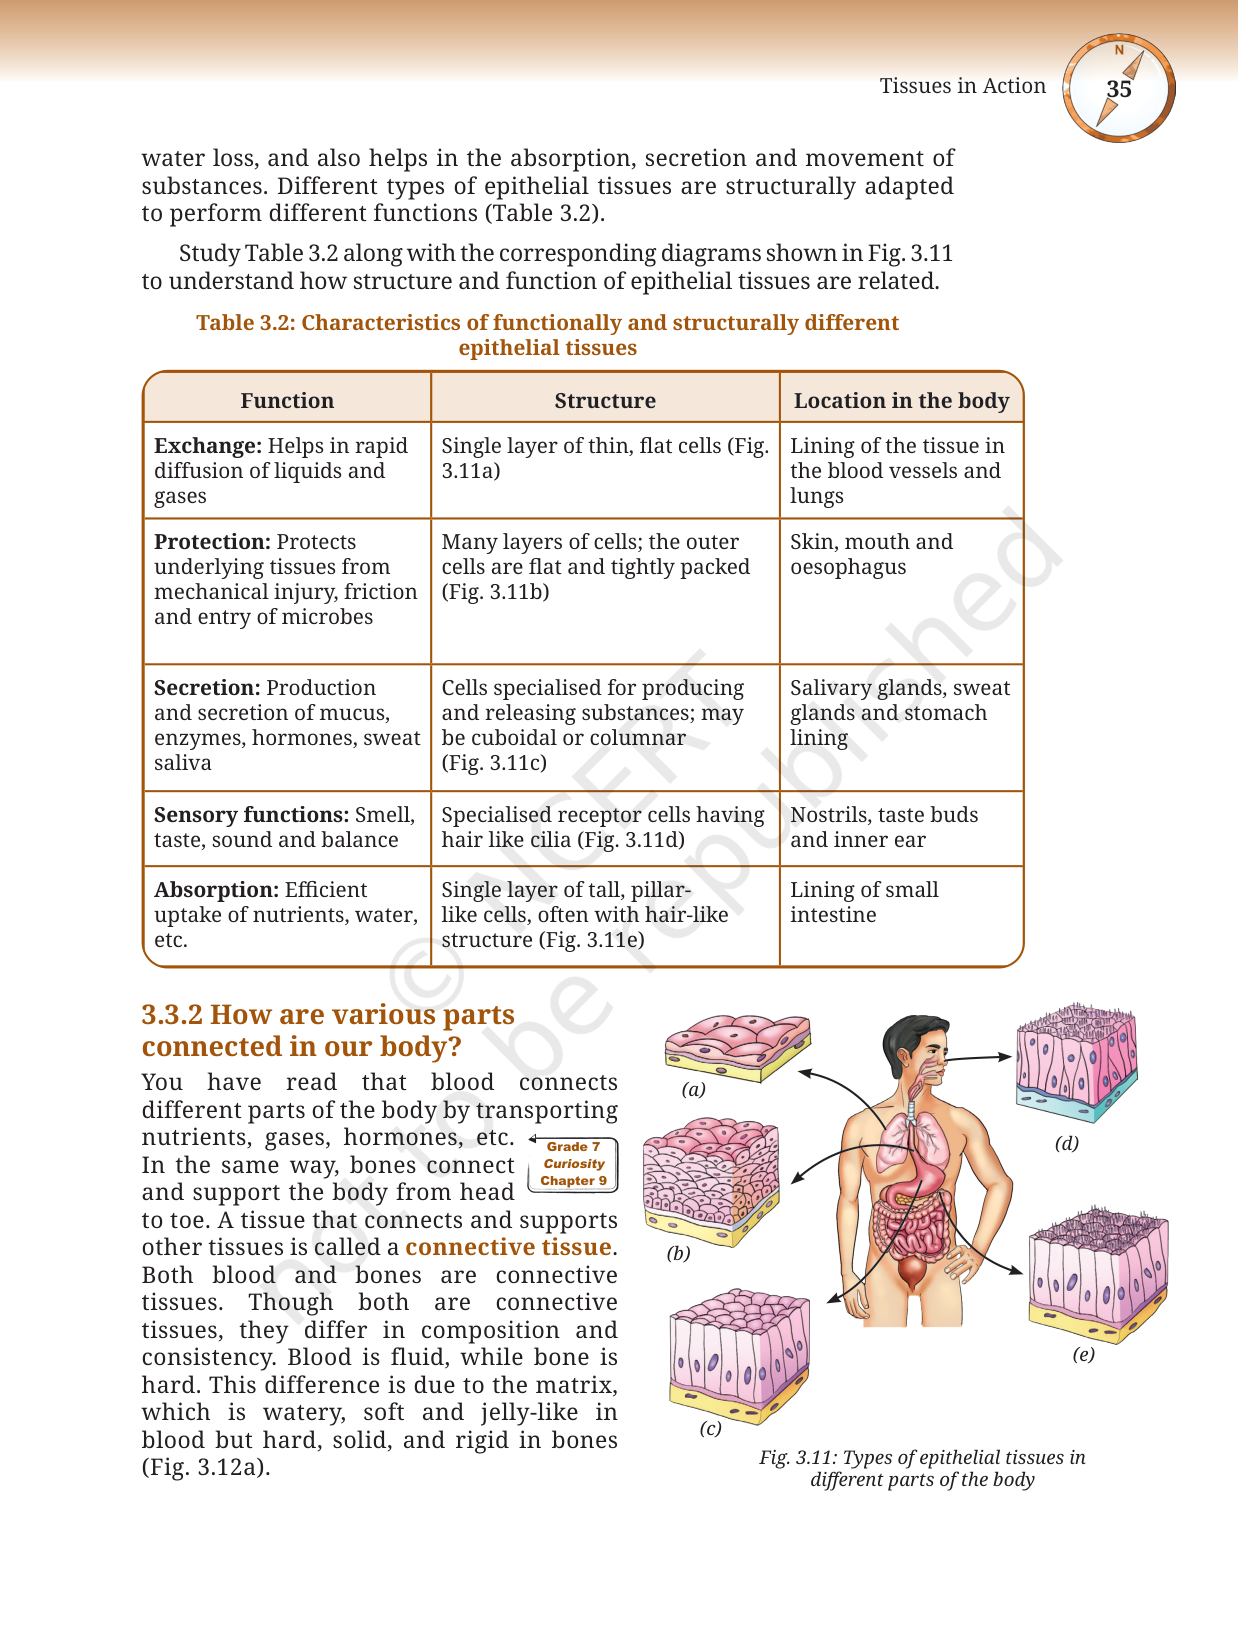 Tissues in Action
N
35
water loss, and also helps in the absorption, secretion and movement of
substances. Different types of epithelial tissues are structurally adapted
to perform different functions (Table 3.2).
Study Table 3.2 along with the corresponding diagrams shown in Fig. 3.11
to understand how structure and function of epithelial tissues are related.
Table 3.2: Characteristics of functionally and structurally different
epithelial tissues
Function
Structure
Location in the body
Exchange: Helps in rapid
diffusion of liquids and
gases
Single layer of thin, flat cells (Fig.
3.11a)
Lining of the tissue in
the blood vessels and
lungs
Protection: Protects
underlying tissues from
mechanical injury, friction
and entry of microbes
Many layers of cells; the outer
cells are flat and tightly packed
(Fig. 3.11b)
Skin, mouth and
oesophagus
Secretion: Production
and secretion of mucus,
enzymes, hormones, sweat
saliva
Cells specialised for producing
and releasing substances; may
be cuboidal or columnar
(Fig. 3.11c)
Salivary glands, sweat
glands and stomach
lining
Sensory functions: Smell,
taste, sound and balance
Specialised receptor cells having
hair like cilia (Fig. 3.11d)
Nostrils, taste buds
and inner ear
Absorption: Efficient
uptake of nutrients, water,
etc.
Single layer of tall, pillar-
like cells, often with hair-like
structure (Fig. 3.11e)
Lining of small
intestine
3.3.2 How are various parts
connected in our body?
You have read that blood connects
different parts of the body by transporting
nutrients, gases, hormones, etc.
In the same way, bones connect
and support the body from head
to toe. A tissue that connects and supports
other tissues is called a connective tissue.
Both blood and bones are connective
tissues. Though both are connective
tissues, they differ in composition and
consistency. Blood is fluid, while bone is
hard. This difference is due to the matrix,
which is watery, soft and jelly-like in
blood but hard, solid, and rigid in bones
(Fig. 3.12a).
Grade 7
Curiosity
Chapter 9
(a)
(b)
(c)
(d)
(e)
Fig. 3.11: Types of epithelial tissues in
different parts of the body
© NCERT
not to be republished